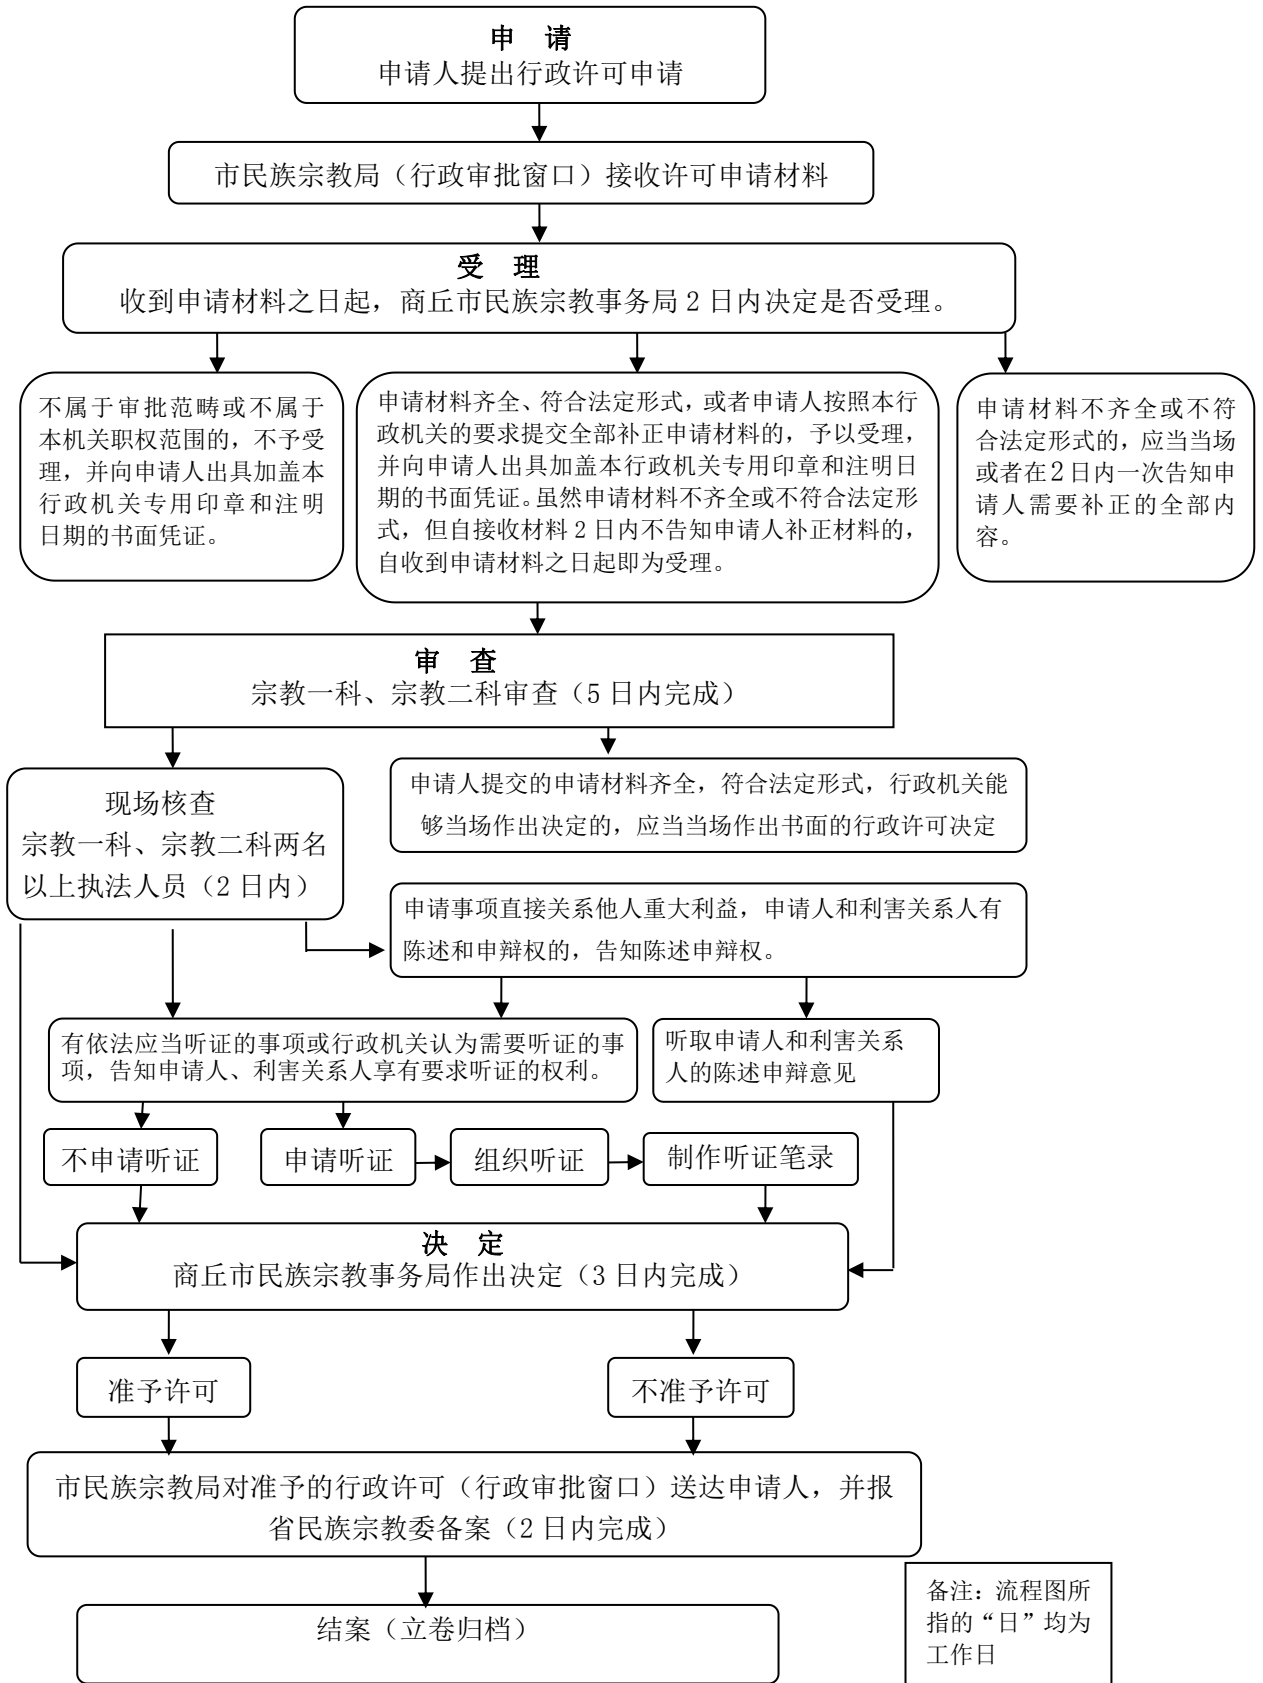 申 请
申请人提出行政许可申请
市民族宗教局（行政审批窗口）接收许可申请材料
受 理
收到申请材料之日起，商丘市民族宗教事务局 2 日内决定是否受理。
不属于审批范畴或不属于
本机关职权范围的，不予受
理，并向申请人出具加盖本
行政机关专用印章和注明
日期的书面凭证。
申请材料齐全、符合法定形式，或者申请人按照本行
政机关的要求提交全部补正申请材料的，予以受理，
并向申请人出具加盖本行政机关专用印章和注明日
期的书面凭证。虽然申请材料不齐全或不符合法定形
式，但自接收材料 2 日内不告知申请人补正材料的，
自收到申请材料之日起即为受理。
申请材料不齐全或不符
合法定形式的，应当当场
或者在2日内一次告知申
请人需要补正的全部内
容。
审 查
宗教一科、宗教二科审查（5 日内完成）
现场核查
宗教一科、宗教二科两名
以上执法人员（2 日内）
申请人提交的申请材料齐全，符合法定形式，行政机关能
够当场作出决定的，应当当场作出书面的行政许可决定
申请事项直接关系他人重大利益，申请人和利害关系人有
陈述和申辩权的，告知陈述申辩权。
有依法应当听证的事项或行政机关认为需要听证的事
项，告知申请人、利害关系人享有要求听证的权利。
听取申请人和利害关系
人的陈述申辩意见
不申请听证
申请听证
组织听证
制作听证笔录
决 定
商丘市民族宗教事务局作出决定（3 日内完成）
准予许可
不准予许可
市民族宗教局对准予的行政许可（行政审批窗口）送达申请人，并报
省民族宗教委备案（2 日内完成）
结案（立卷归档）
备注：流程图所
指的“日”均为
工作日